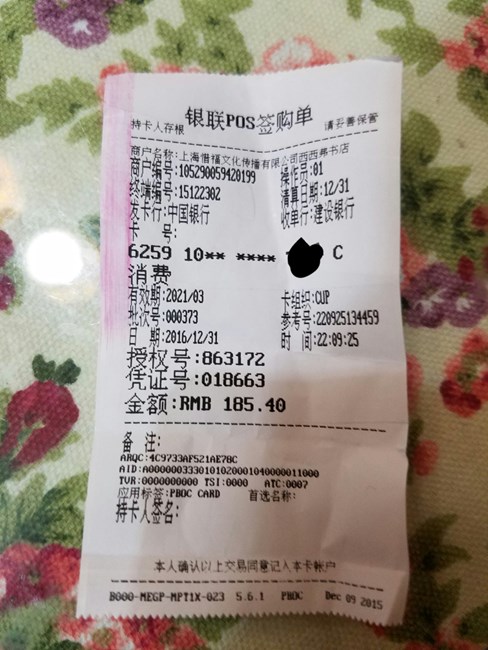 银联POS签购单
持卡人存根 请妥善保管
商户名称:上海借福文化传播有限公司西西弗书店
商户编号:105290059420199 操作员:01
终端编号:15122302 清算日期:12/31
发卡行:中国银行 收单行:建设银行
卡 号:
6259 10** **** C
消费
有效期:2021/03 卡组织:CUP
批次号:000373 参考号:220925134459
日 期:2016/12/31 时 间:22:09:25
授权号:863172
凭证号:018663
金额:RMB 185.40
备 注:
ARQC:4C9733AF521AE78C
AID:A0000003330101020001040000011000
TVR:0000000000 TSI:0000 ATC:0007
应用标签:PBOC CARD 首选名称:
持卡人签名:
本人确认以上交易同意记入本卡帐户
B000-MEGP-MPT1X-023 5.6.1 PBOC Dec 09 2015